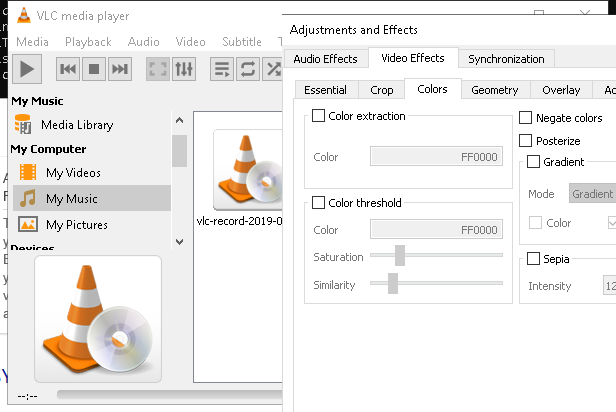 VLC media player
Media Playback Audio Video Subtitle T
My Music
Media Library
My Computer
My Videos
My Music
My Pictures
Devices
vlc-record-2019-0
--:--
Adjustments and Effects
Audio Effects Video Effects Synchronization
Essential Crop Colors Geometry Overlay
Color extraction
Color FF0000
Color threshold
Color FF0000
Saturation
Similarity
Negate colors
Posterize
Gradient
Mode Gradient
Color
Sepia
Intensity 12